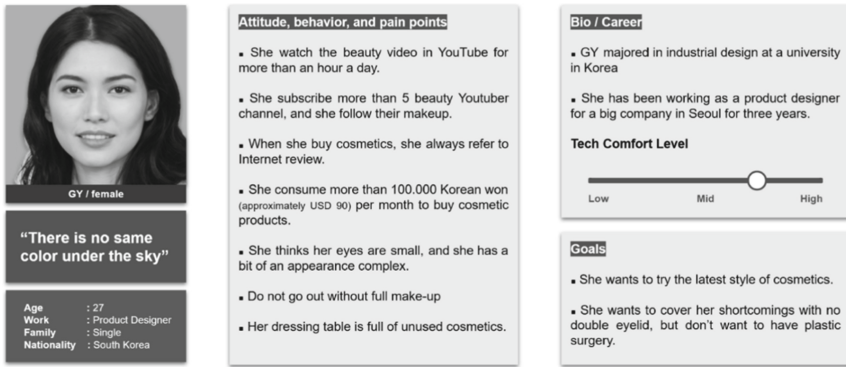 GY / female
“There is no same
color under the sky”
Age : 27
Work : Product Designer
Family : Single
Nationality : South Korea
Attitude, behavior, and pain points
▪ She watch the beauty video in YouTube for
more than an hour a day.
▪ She subscribe more than 5 beauty Youtuber
channel, and she follow their makeup.
▪ When she buy cosmetics, she always refer to
Internet review.
▪ She consume more than 100.000 Korean won
(approximately USD 90) per month to buy cosmetic
products.
▪ She thinks her eyes are small, and she has a
bit of an appearance complex.
▪ Do not go out without full make-up
▪ Her dressing table is full of unused cosmetics.
Bio / Career
▪ GY majored in industrial design at a university
in Korea
▪ She has been working as a product designer
for a big company in Seoul for three years.
Tech Comfort Level
Low Mid High
Goals
▪ She wants to try the latest style of cosmetics.
▪ She wants to cover her shortcomings with no
double eyelid, but don’t want to have plastic
surgery.